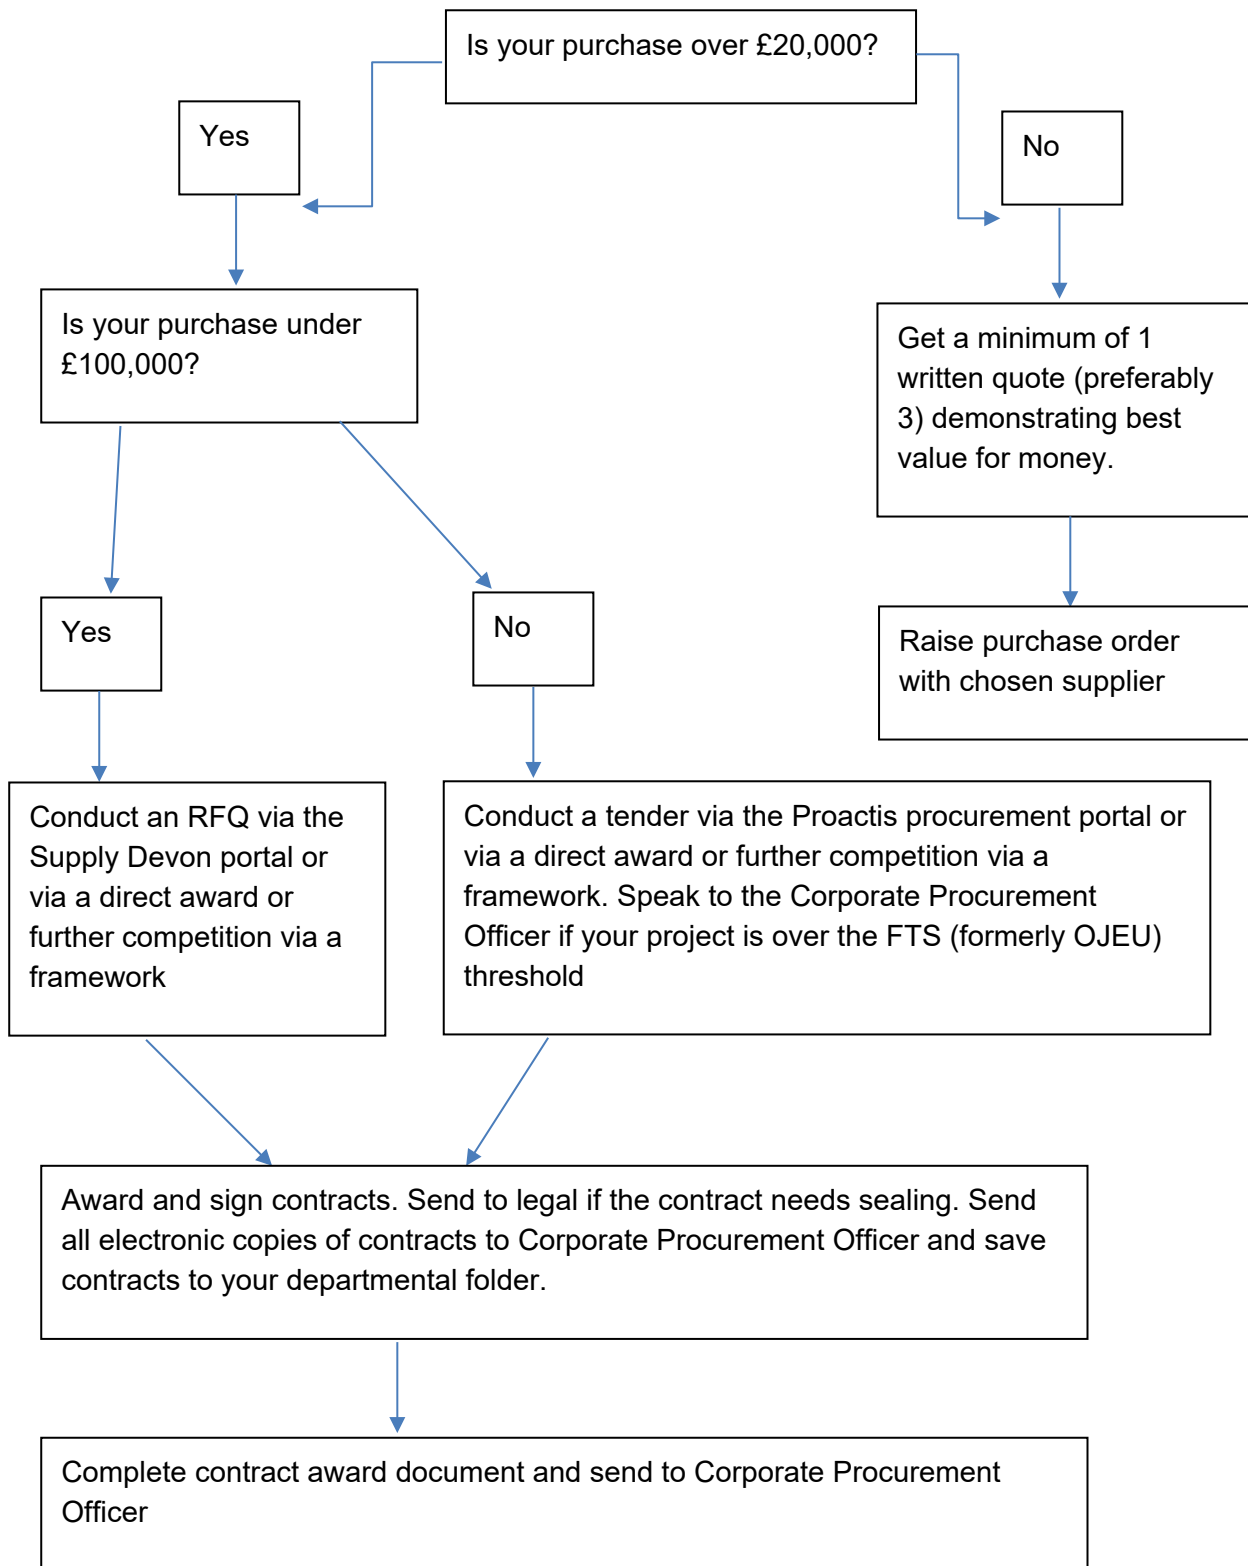 Is your purchase over £20,000?
Yes
No
Is your purchase under
£100,000?
Get a minimum of 1
written quote (preferably
3) demonstrating best
value for money.
Yes
No
Raise purchase order
with chosen supplier
Conduct an RFQ via the
Supply Devon portal or
via a direct award or
further competition via a
framework
Conduct a tender via the Proactis procurement portal or
via a direct award or further competition via a
framework. Speak to the Corporate Procurement
Officer if your project is over the FTS (formerly OJEU)
threshold
Award and sign contracts. Send to legal if the contract needs sealing. Send
all electronic copies of contracts to Corporate Procurement Officer and save
contracts to your departmental folder.
Complete contract award document and send to Corporate Procurement
Officer